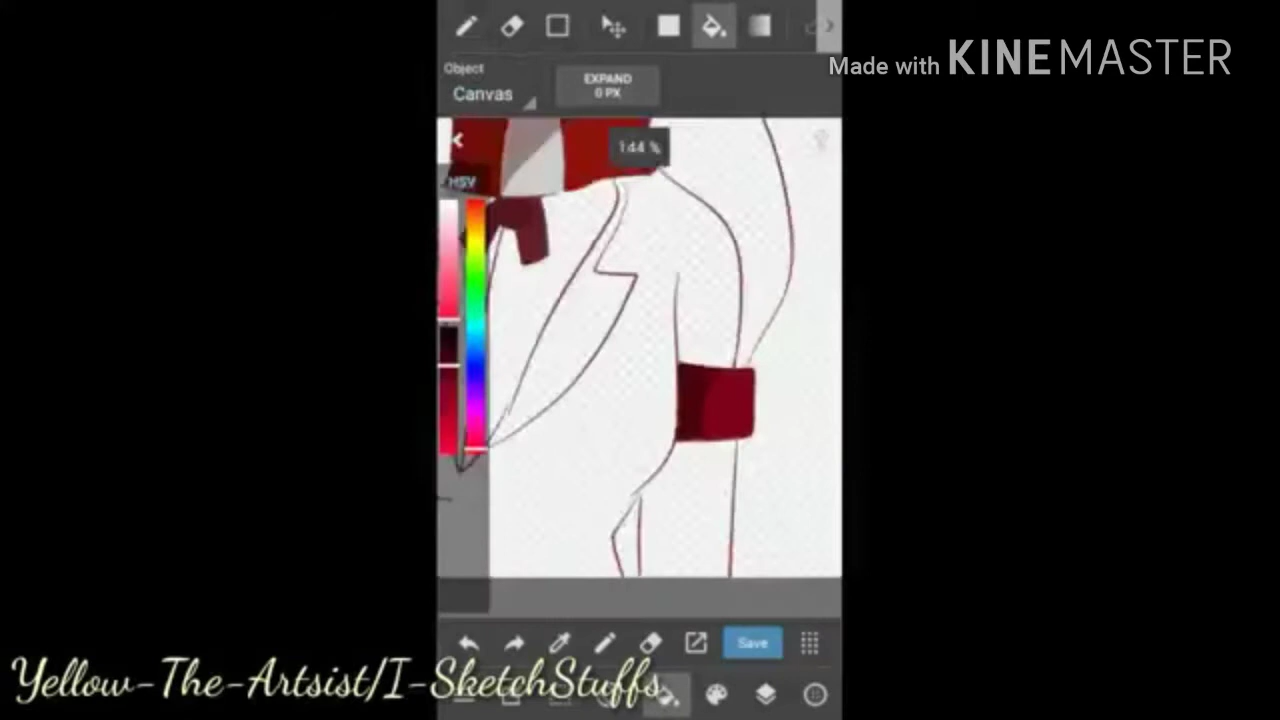 Made with KINEMASTER
Object
Canvas
EXPAND
0 PX
144 %
HSV
Save
Yellow-The-Artsist/I-SketchStuffs